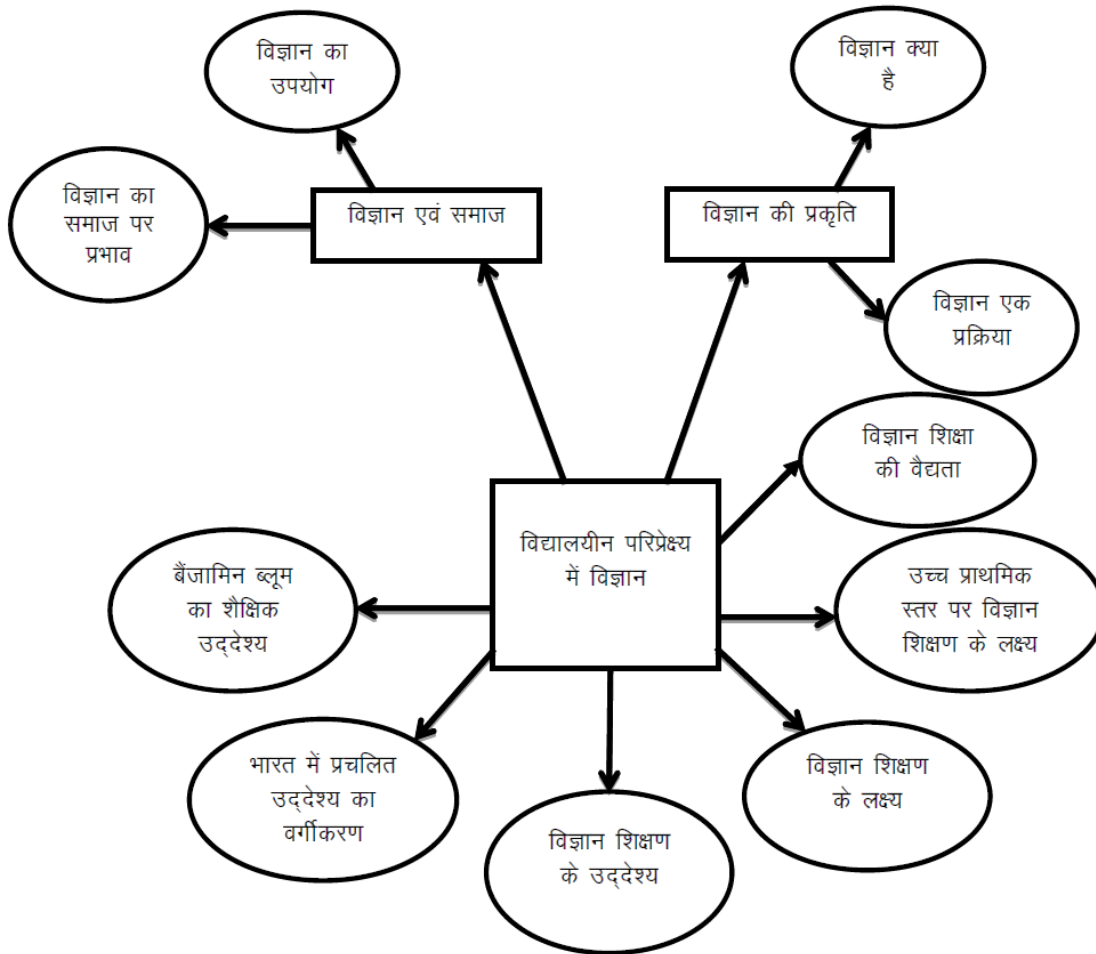 विज्ञान का
उपयोग
विज्ञान क्या
है
विज्ञान का
समाज पर
प्रभाव
विज्ञान एवं समाज
विज्ञान की प्रकृति
विज्ञान एक
प्रक्रिया
विज्ञान शिक्षा
की वैद्यता
विद्यालयीन परिप्रेक्ष्य
में विज्ञान
बैंजामिन ब्लूम
का शैक्षिक
उद्देश्य
उच्च प्राथमिक
स्तर पर विज्ञान
शिक्षण के लक्ष्य
भारत में प्रचलित
उद्देश्य का
वर्गीकरण
विज्ञान शिक्षण
के उद्देश्य
विज्ञान शिक्षण
के लक्ष्य